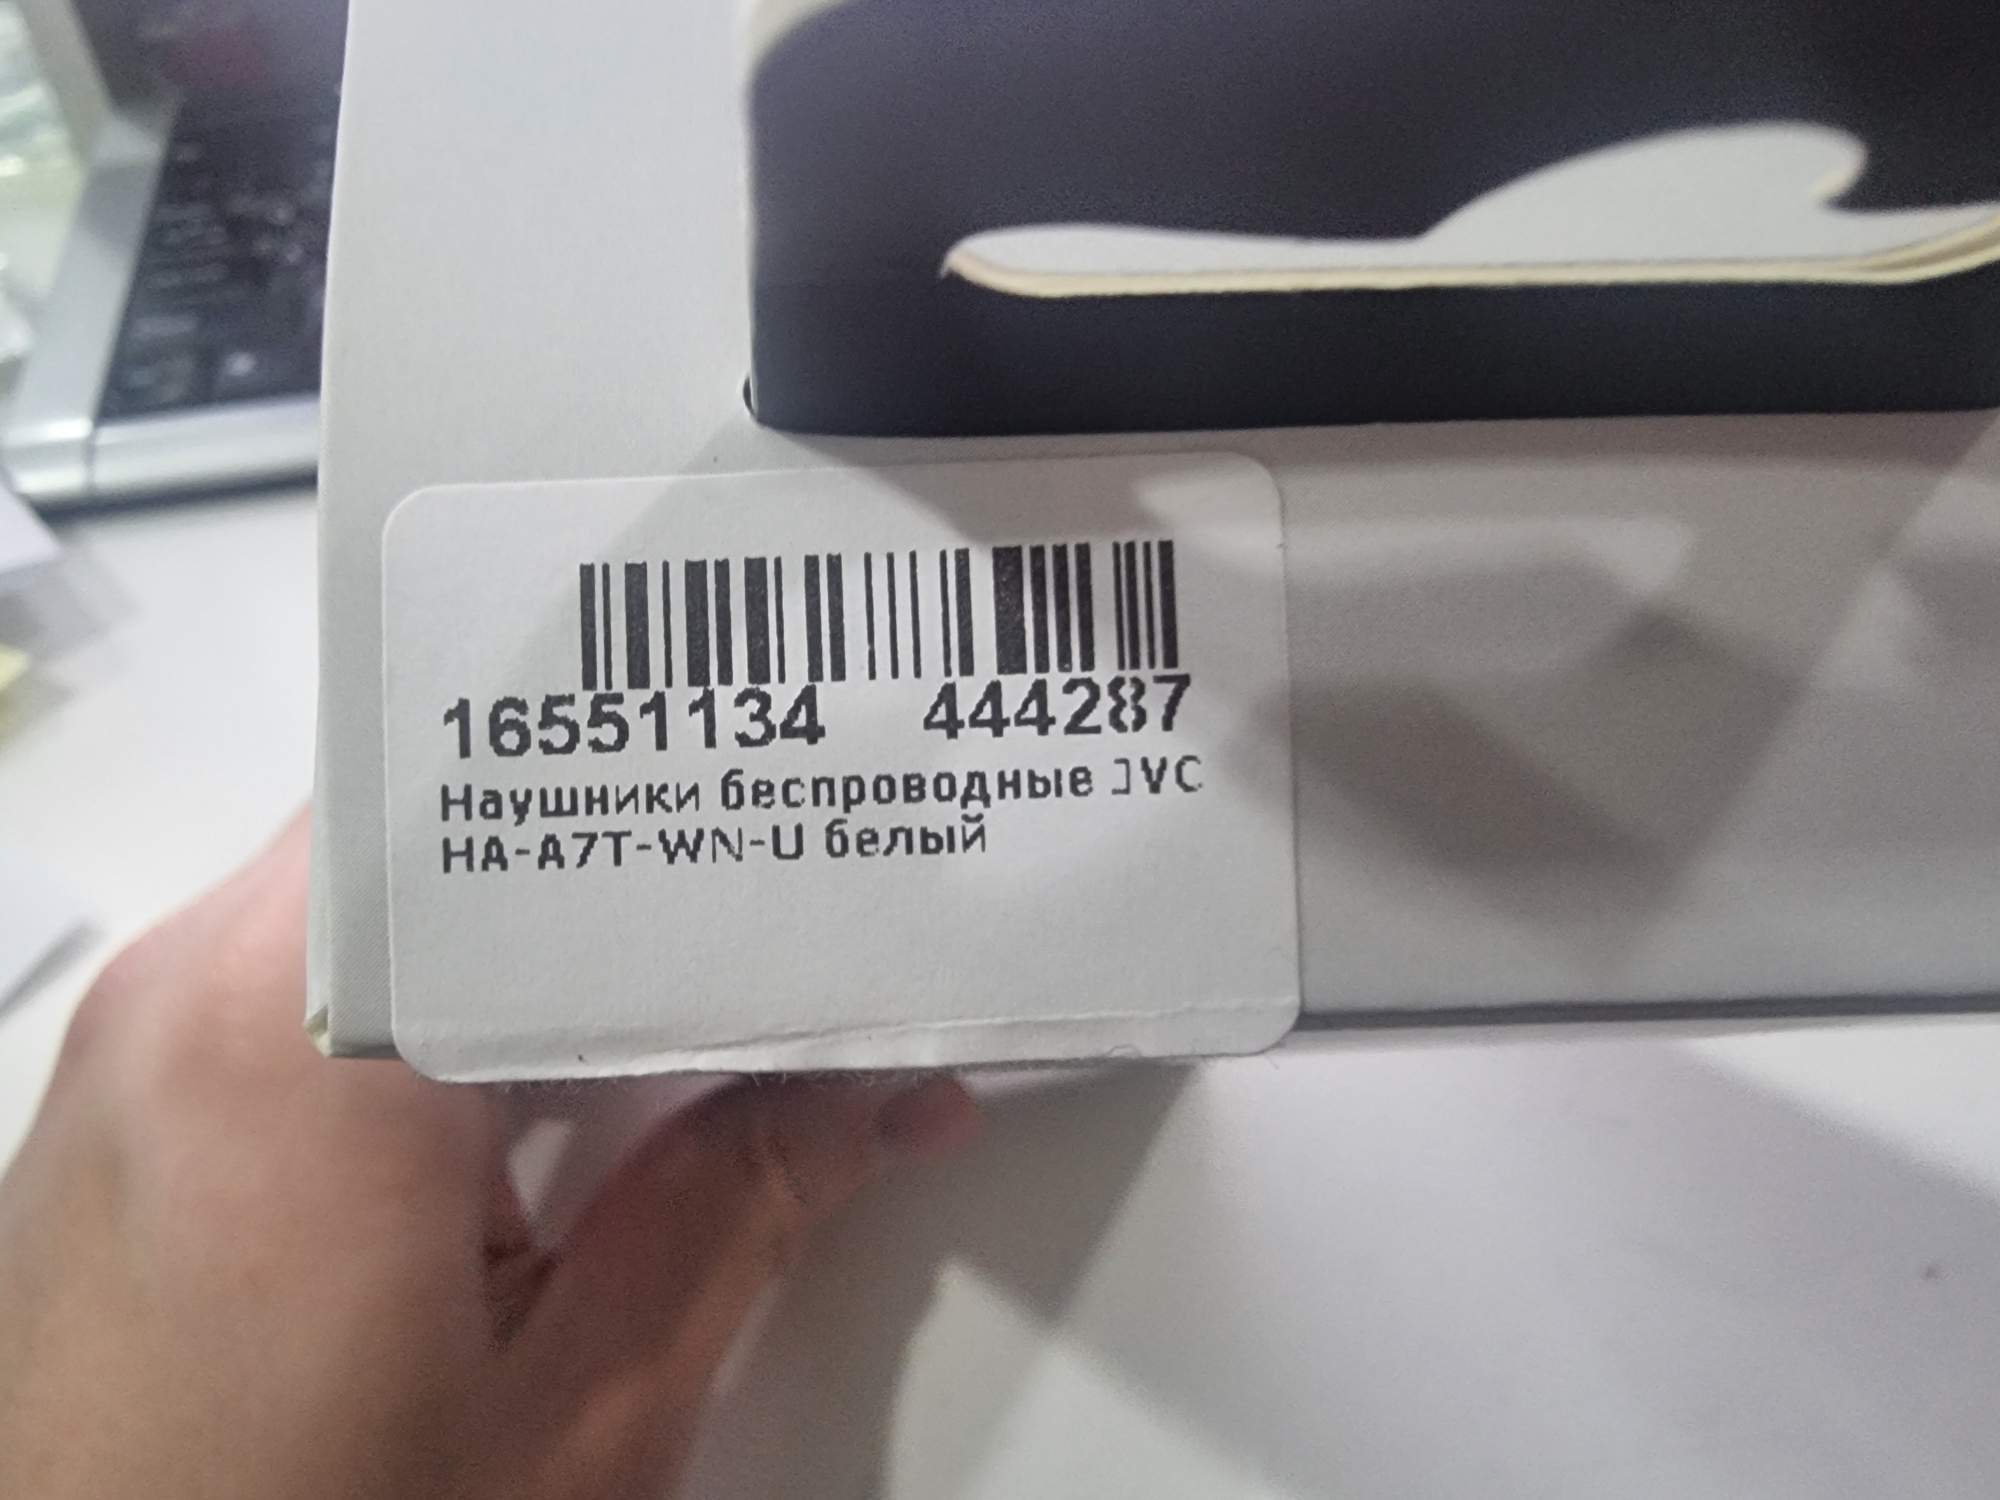 16551134 444287
Наушники беспроводные JVC
HA-A7T-WN-U белый